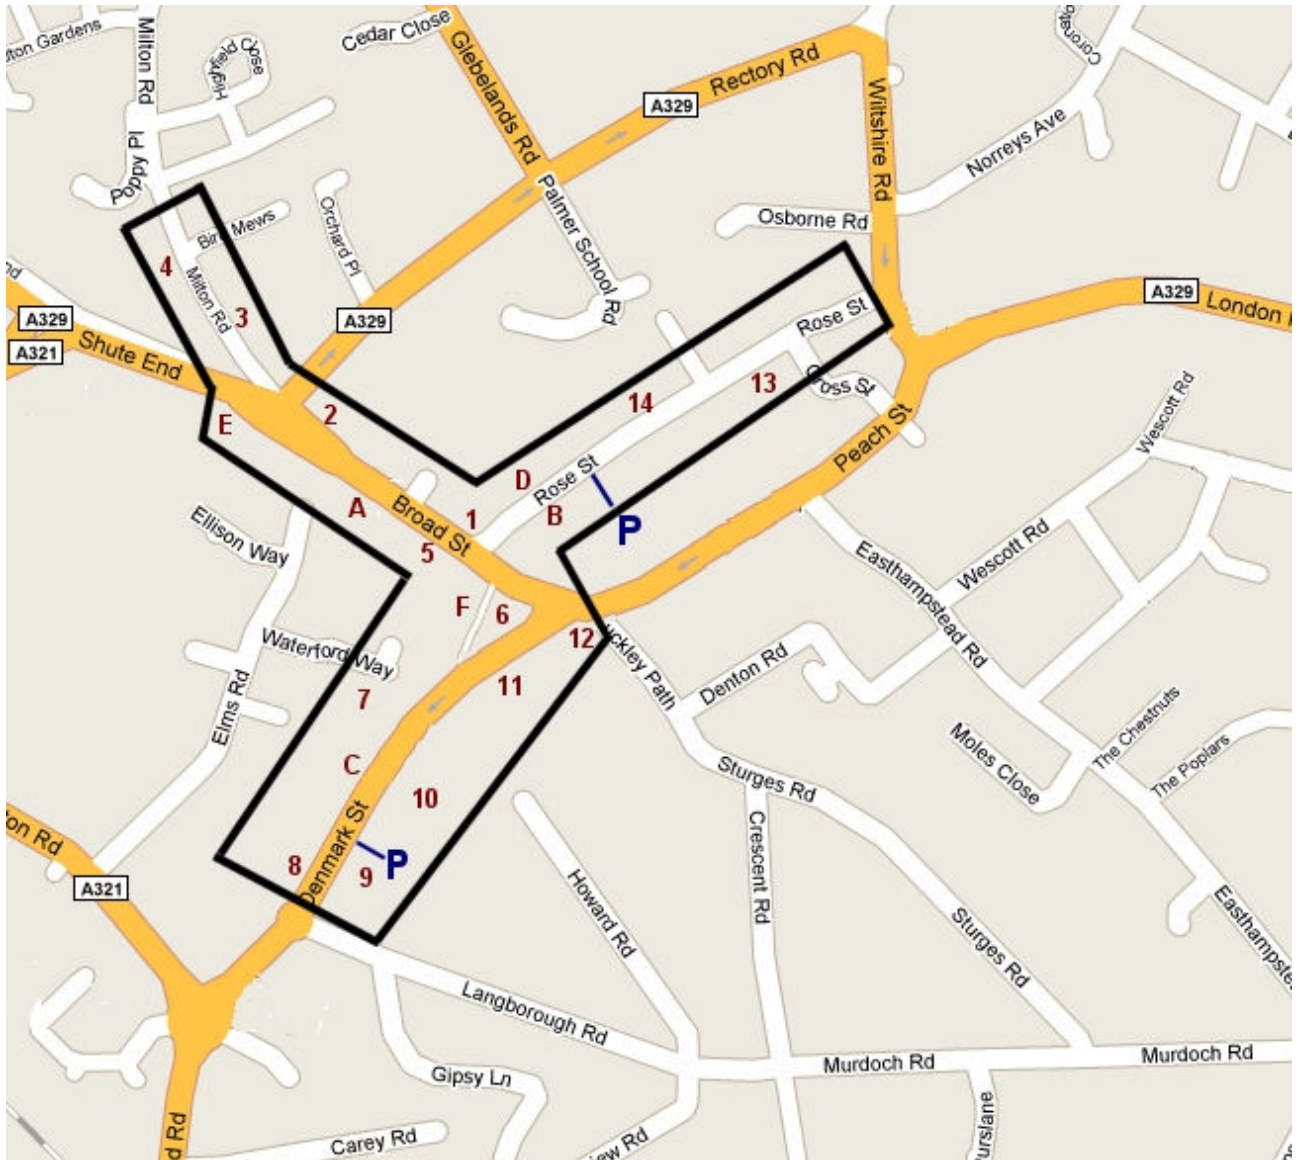 Milton Rd
Highfield Close
Cedar Close
Glebelands Rd
Rectory Rd
A329
Wiltshire Rd
Norreys Ave
Poppy Pl
Palmer School Rd
Osborne Rd
Orchard Pl
Mews
4
Milton Rd
3
A329
A329
A321
Shute End
A329
London
Rose St
13
Cross St
14
2
E
Peach St
Wescott Rd
D
Rose St
A
Broad St
1
B
P
5
Ellison Way
Wescott Rd
Easthampstead Rd
F
6
12
Path
Waterford Way
Denton Rd
7
11
Elms Rd
The Chestnuts
Moles Close
The Poplars
C
10
Sturges Rd
Denmark St
Crescent Rd
8
9
P
Rd
A321
Howard Rd
Sturges Rd
Langborough Rd
Murdoch Rd
Murdoch Rd
Gipsy Ln
Carey Rd
Rd
Rd